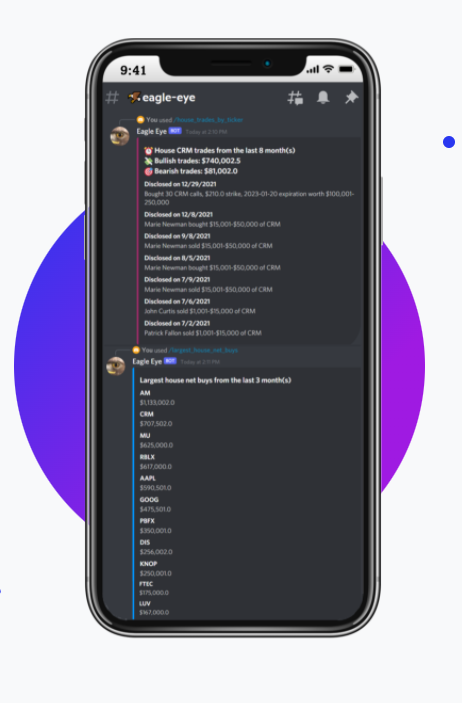 9:41
# eagle-eye
You used /house_trades_by_ticker
Eagle Eye BOT Today at 2:10 PM
House CRM trades from the last 8 month(s)
Bullish trades: $740,002.5
Bearish trades: $81,002.0
Disclosed on 12/29/2021
Bought 30 CRM calls, $210.0 strike, 2023-01-20 expiration worth $100,001-
250,000
Disclosed on 12/8/2021
Marie Newman bought $15,001-$50,000 of CRM
Disclosed on 9/8/2021
Marie Newman sold $15,001-$50,000 of CRM
Disclosed on 8/5/2021
Marie Newman bought $15,001-$50,000 of CRM
Disclosed on 7/9/2021
Marie Newman sold $15,001-$50,000 of CRM
Disclosed on 7/6/2021
John Curtis sold $1,001-$15,000 of CRM
Disclosed on 7/2/2021
Patrick Fallon sold $1,001-$15,000 of CRM
You used /largest_house_net_buys
Eagle Eye BOT Today at 2:11 PM
Largest house net buys from the last 3 month(s)
AM
$1,133,002.0
CRM
$707,502.0
MU
$625,000.0
RBLX
$617,000.0
AAPL
$590,501.0
GOOG
$475,501.0
PBFX
$350,001.0
DIS
$256,002.0
KNOP
$250,001.0
FTEC
$175,000.0
LUV
$167,000.0